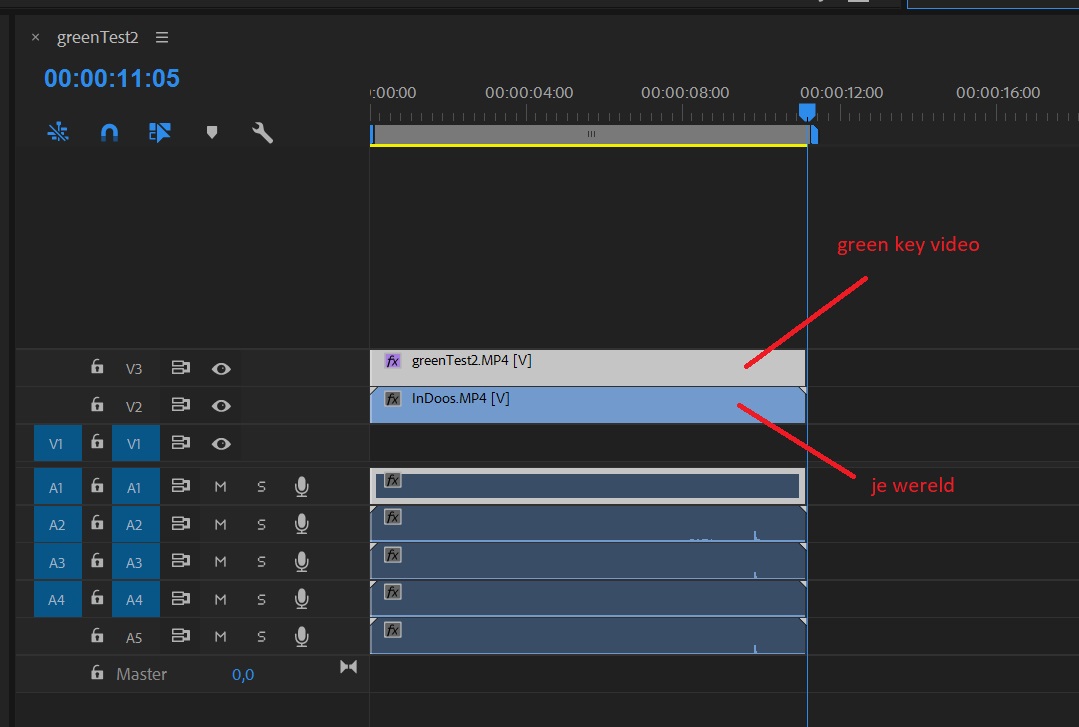 × greenTest2 ☰
00:00:11:05
:00:00 00:00:04:00 00:00:08:00 00:00:12:00 00:00:16:00
green key video
V3 fx greenTest2.MP4 [V]
V2 fx InDoos.MP4 [V]
V1 V1
je wereld
A1 A1 M S fx
A2 A2 M S fx
A3 A3 M S fx
A4 A4 M S fx
A5 M S fx
Master 0,0